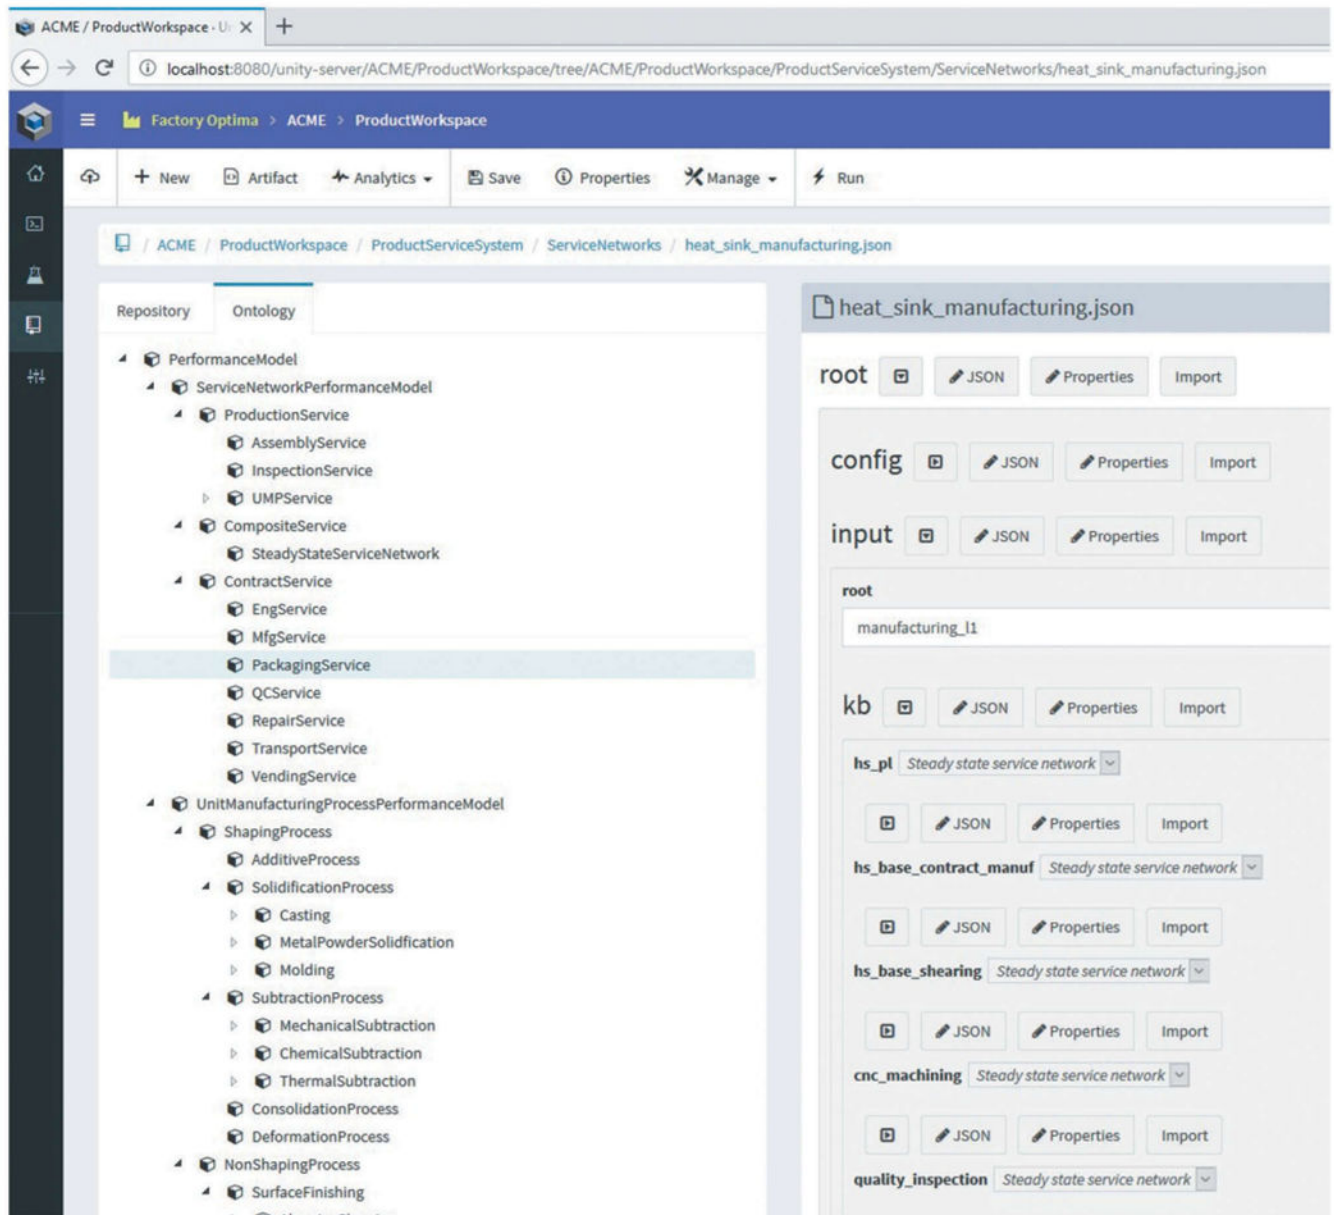 ACME / ProductWorkspace · U
localhost:8080/unity-server/ACME/ProductWorkspace/tree/ACME/ProductWorkspace/ProductServiceSystem/ServiceNetworks/heat_sink_manufacturing.json
Factory Optima > ACME > ProductWorkspace
+ New Artifact Analytics Save Properties Manage Run
/ ACME / ProductWorkspace / ProductServiceSystem / ServiceNetworks / heat_sink_manufacturing.json
Repository Ontology
PerformanceModel
ServiceNetworkPerformanceModel
ProductionService
AssemblyService
InspectionService
UMPService
CompositeService
SteadyStateServiceNetwork
ContractService
EngService
MfgService
PackagingService
QCService
RepairService
TransportService
VendingService
UnitManufacturingProcessPerformanceModel
ShapingProcess
AdditiveProcess
SolidificationProcess
Casting
MetalPowderSolidfication
Molding
SubtractionProcess
MechanicalSubtraction
ChemicalSubtraction
ThermalSubtraction
ConsolidationProcess
DeformationProcess
NonShapingProcess
SurfaceFinishing
heat_sink_manufacturing.json
root JSON Properties Import
config JSON Properties Import
input JSON Properties Import
root
manufacturing_l1
kb JSON Properties Import
hs_pl Steady state service network
JSON Properties Import
hs_base_contract_manuf Steady state service network
JSON Properties Import
hs_base_shearing Steady state service network
JSON Properties Import
cnc_machining Steady state service network
JSON Properties Import
quality_inspection Steady state service network